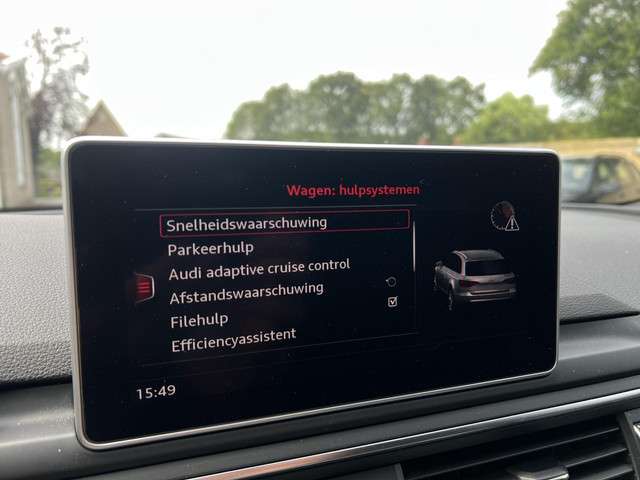 Wagen: hulpsystemen
Snelheidswaarschuwing
Parkeerhulp
Audi adaptive cruise control
Afstandswaarschuwing
Filehulp
Efficiencyassistent
15:49